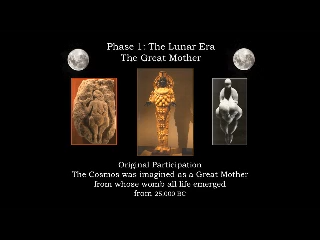 Phase 1: The Lunar Era
The Great Mother
Original Participation
The Cosmos was imagined as a Great Mother
from whose womb all life emerged
from 25,000 BC